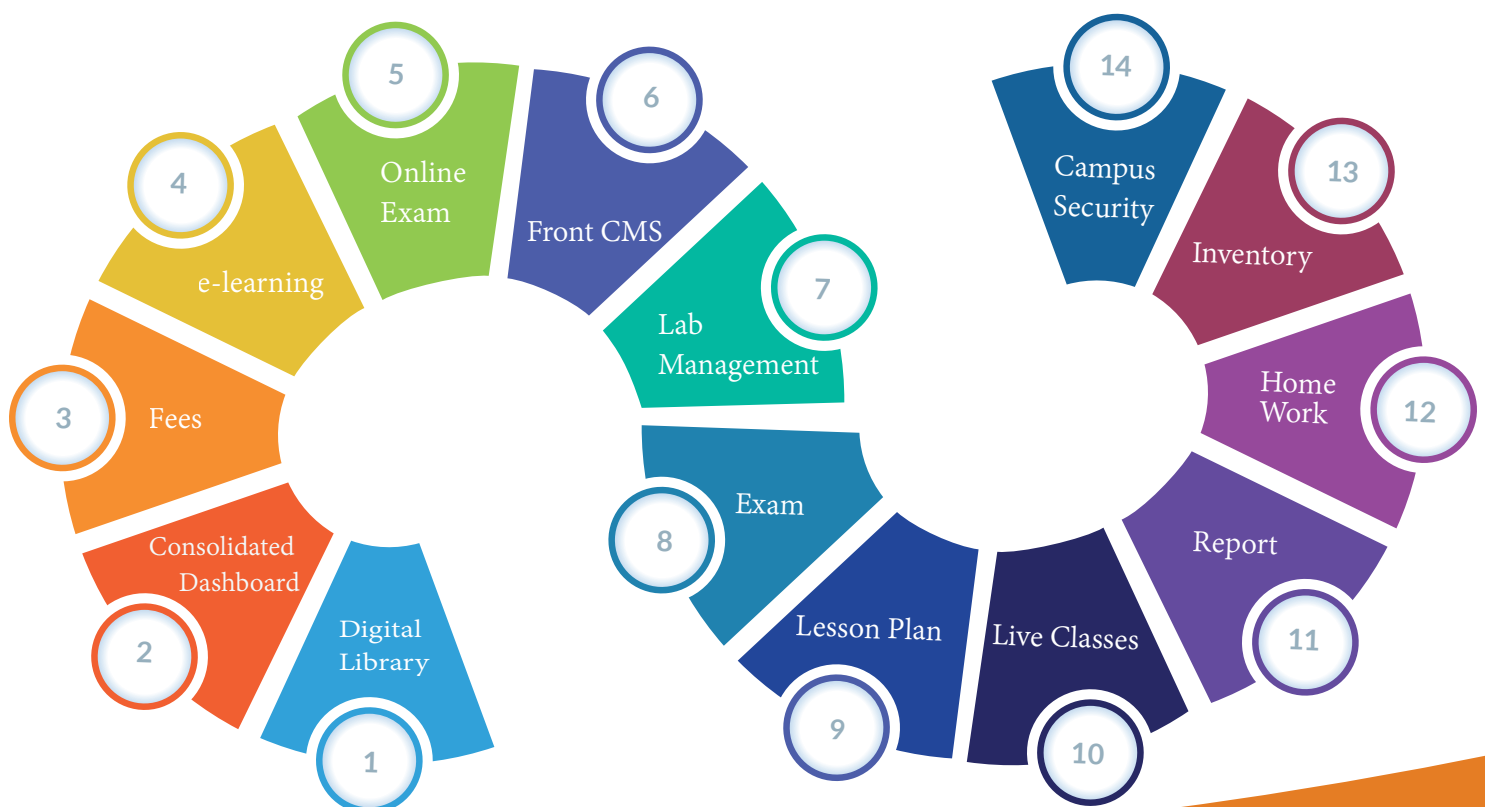 1
Digital
Library
2
Consolidated
Dashboard
3
Fees
4
e-learning
5
Online
Exam
6
Front CMS
7
Lab
Management
8
Exam
9
Lesson Plan
10
Live Classes
11
Report
12
Home
Work
13
Inventory
14
Campus
Security